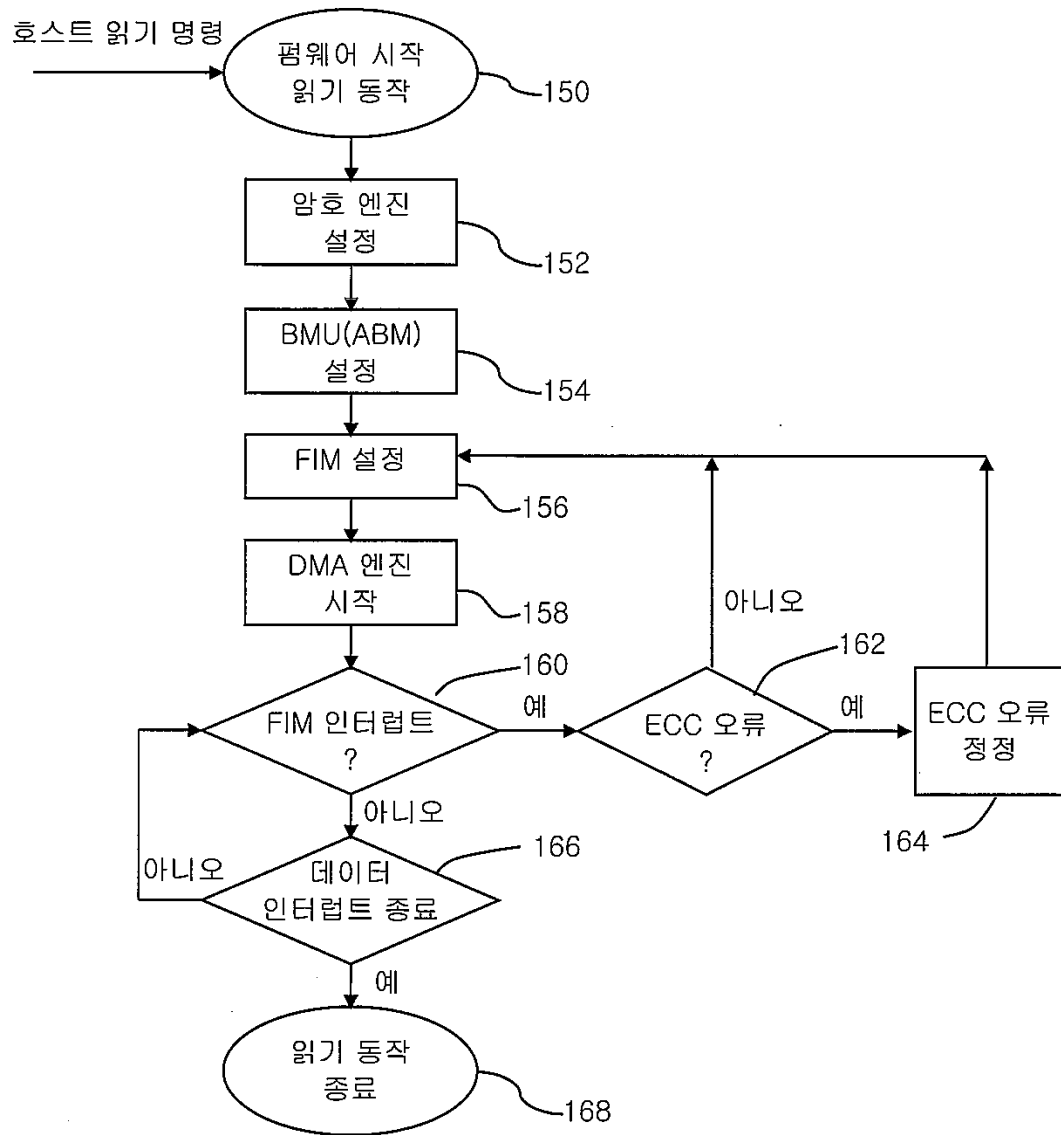 호스트 읽기 명령
펌웨어 시작
읽기 동작
150
암호 엔진
설정
152
BMU(ABM)
설정
154
FIM 설정
156
DMA 엔진
시작
158
아니오
160
162
FIM 인터럽트
?
예
ECC 오류
?
예
ECC 오류
정정
164
아니오
166
아니오
데이터
인터럽트 종료
예
읽기 동작
종료
168